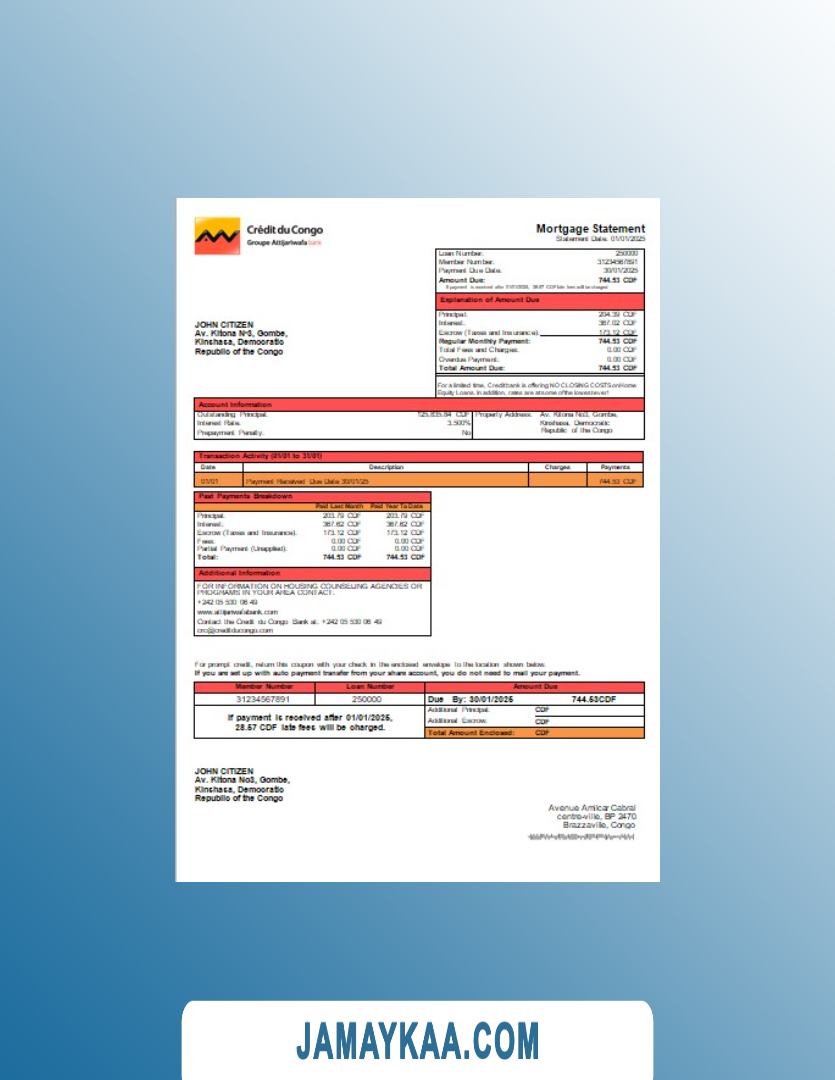 Crédit du Congo
Groupe Attijariwafa bank
Mortgage Statement
Statement Date: 01/01/2025
Loan Number: 250000
Member Number: 31234567891
Payment Due Date: 30/01/2025
Amount Due: 744.53 CDF
If payment is received after 01/01/2025, 28.57 CDF late fees will be charged
Explanation of Amount Due
Principal: 204.39 CDF
Interest: 367.02 CDF
Escrow (Taxes and Insurance): 173.12 CDF
Regular Monthly Payment: 744.53 CDF
Total Fees and Charges: 0.00 CDF
Overdue Payment: 0.00 CDF
Total Amount Due: 744.53 CDF
JOHN CITIZEN
Av. Kitona Nº3, Gombe,
Kinshasa, Democratic
Republic of the Congo
For a limited time, Creditbank is offering NO CLOSING COSTS on Home
Equity Loans. In addition, rates are at some of the lowest ever!
Account Information
Outstanding Principal: 125,835.84 CDF
Interest Rate: 3.500%
Prepayment Penalty: No
Property Address: Av. Kitona No3, Gombe,
Kinshasa, Democratic
Republic of the Congo
Transaction Activity (01/01 to 31/01)
Date Description Charges Payments
01/01 Payment Received Due Date 30/01/25 744.53 CDF
Past Payments Breakdown
Paid Last Month Paid Year To Date
Principal: 203.79 CDF 203.79 CDF
Interest: 367.62 CDF 367.62 CDF
Escrow (Taxes and Insurance): 173.12 CDF 173.12 CDF
Fees: 0.00 CDF 0.00 CDF
Partial Payment (Unapplied): 0.00 CDF 0.00 CDF
Total: 744.53 CDF 744.53 CDF
Additional Information
FOR INFORMATION ON HOUSING COUNSELING AGENCIES OR
PROGRAMS IN YOUR AREA CONTACT:
+242 05 530 06 49
www.attijariwafabank.com
Contact the Credit du Congo Bank at: +242 05 530 06 49
crc@creditducongo.com
For prompt credit, return this coupon with your check in the enclosed envelope to the location shown below.
If you are set up with auto payment transfer from your share account, you do not need to mail your payment.
Member Number Loan Number Amount Due
31234567891 250000 Due By: 30/01/2025 744.53CDF
If payment is received after 01/01/2025,
28.57 CDF late fees will be charged.
Additional Principal: CDF
Additional Escrow: CDF
Total Amount Enclosed: CDF
JOHN CITIZEN
Av. Kitona No3, Gombe,
Kinshasa, Democratic
Republic of the Congo
Avenue Amilcar Cabral
centre-ville, BP 2470
Brazzaville, Congo
JAMAYKAA.COM